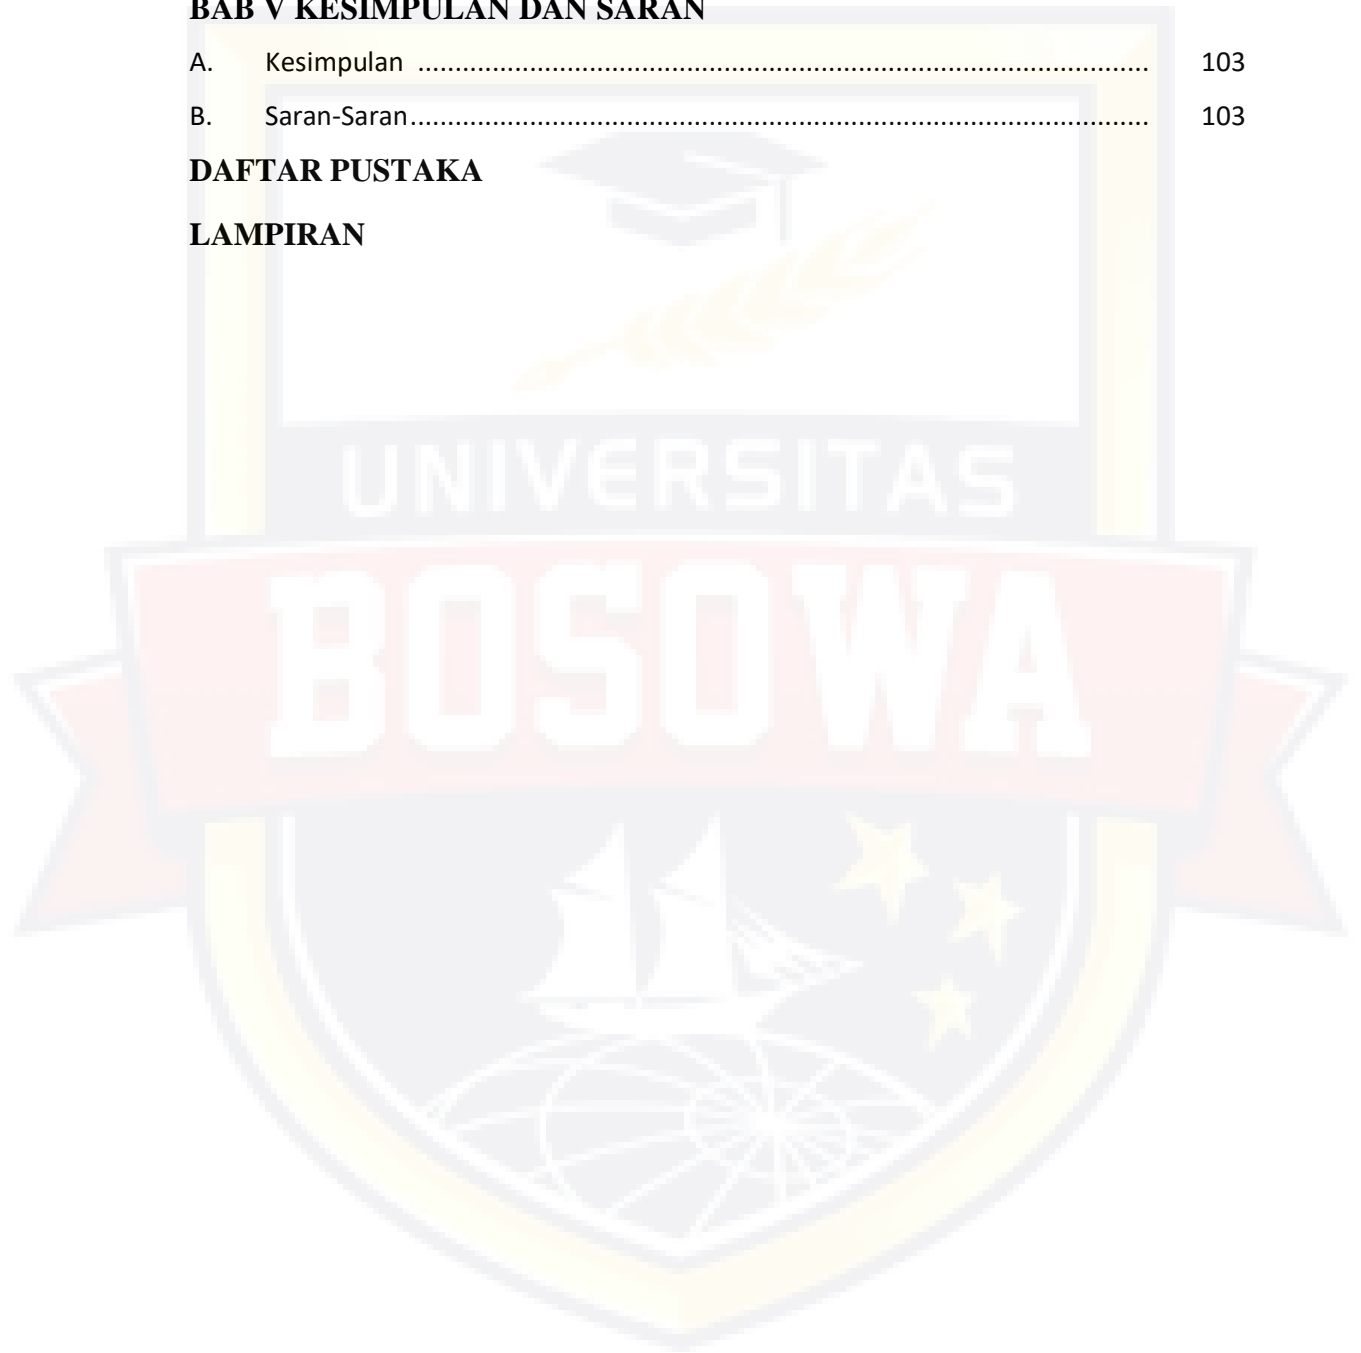 BAB V KESIMPULAN DAN SARAN
A. Kesimpulan .................................................................................................. 103
B. Saran-Saran................................................................................................... 103
DAFTAR PUSTAKA
LAMPIRAN
UNIVERSITAS
BOSOWA